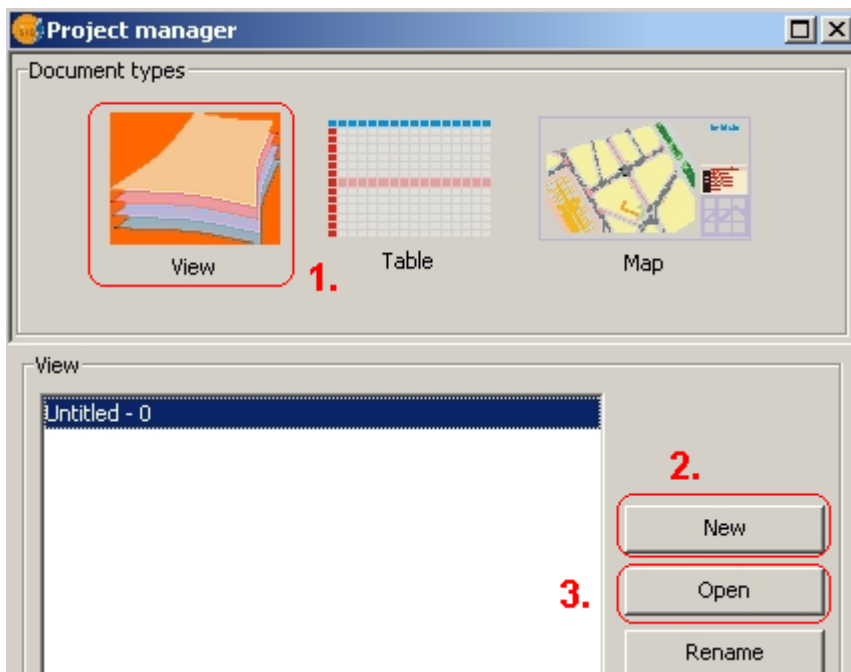 Project manager
Document types
View
1.
Table
Map
View
Untitled - 0
2.
New
3.
Open
Rename